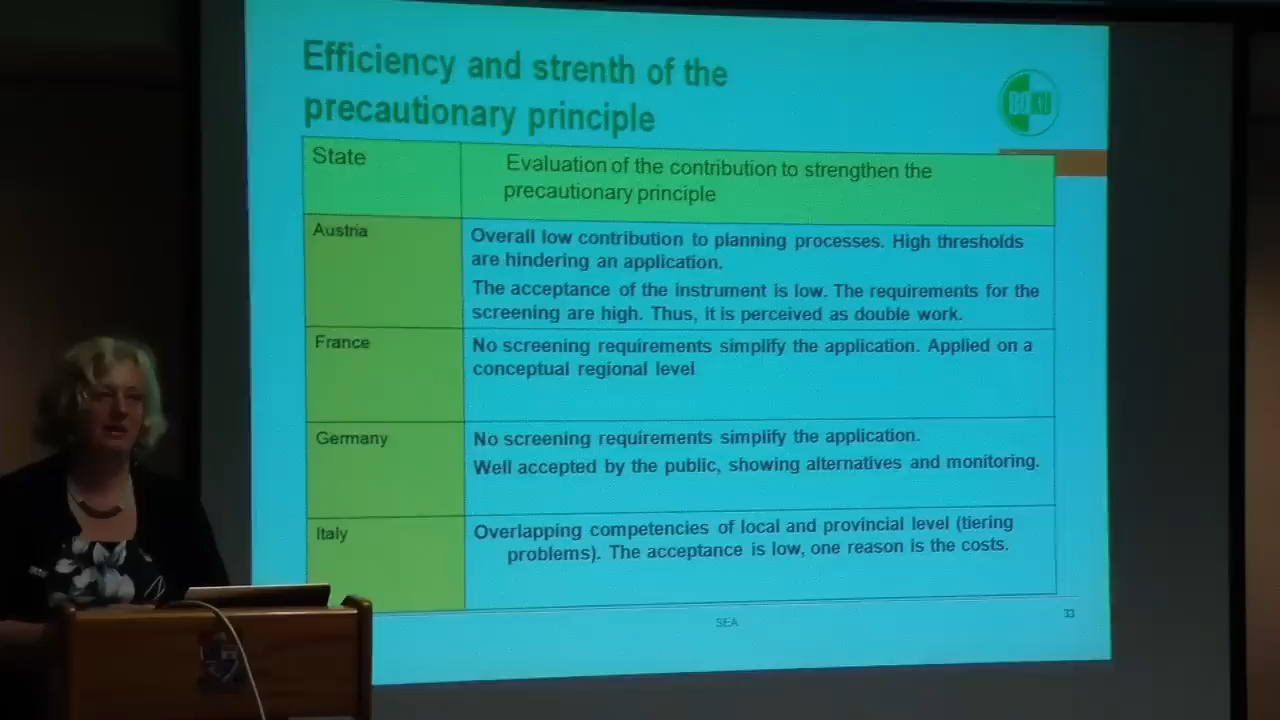 Efficiency and strenth of the
precautionary principle
BOKU
State
Evaluation of the contribution to strengthen the
precautionary principle
Austria
Overall low contribution to planning processes. High thresholds
are hindering an application.
The acceptance of the instrument is low. The requirements for the
screening are high. Thus, it is perceived as double work.
France
No screening requirements simplify the application. Applied on a
conceptual regional level
Germany
No screening requirements simplify the application.
Well accepted by the public, showing alternatives and monitoring.
Italy
Overlapping competencies of local and provincial level (tiering
problems). The acceptance is low, one reason is the costs.
SEA
33